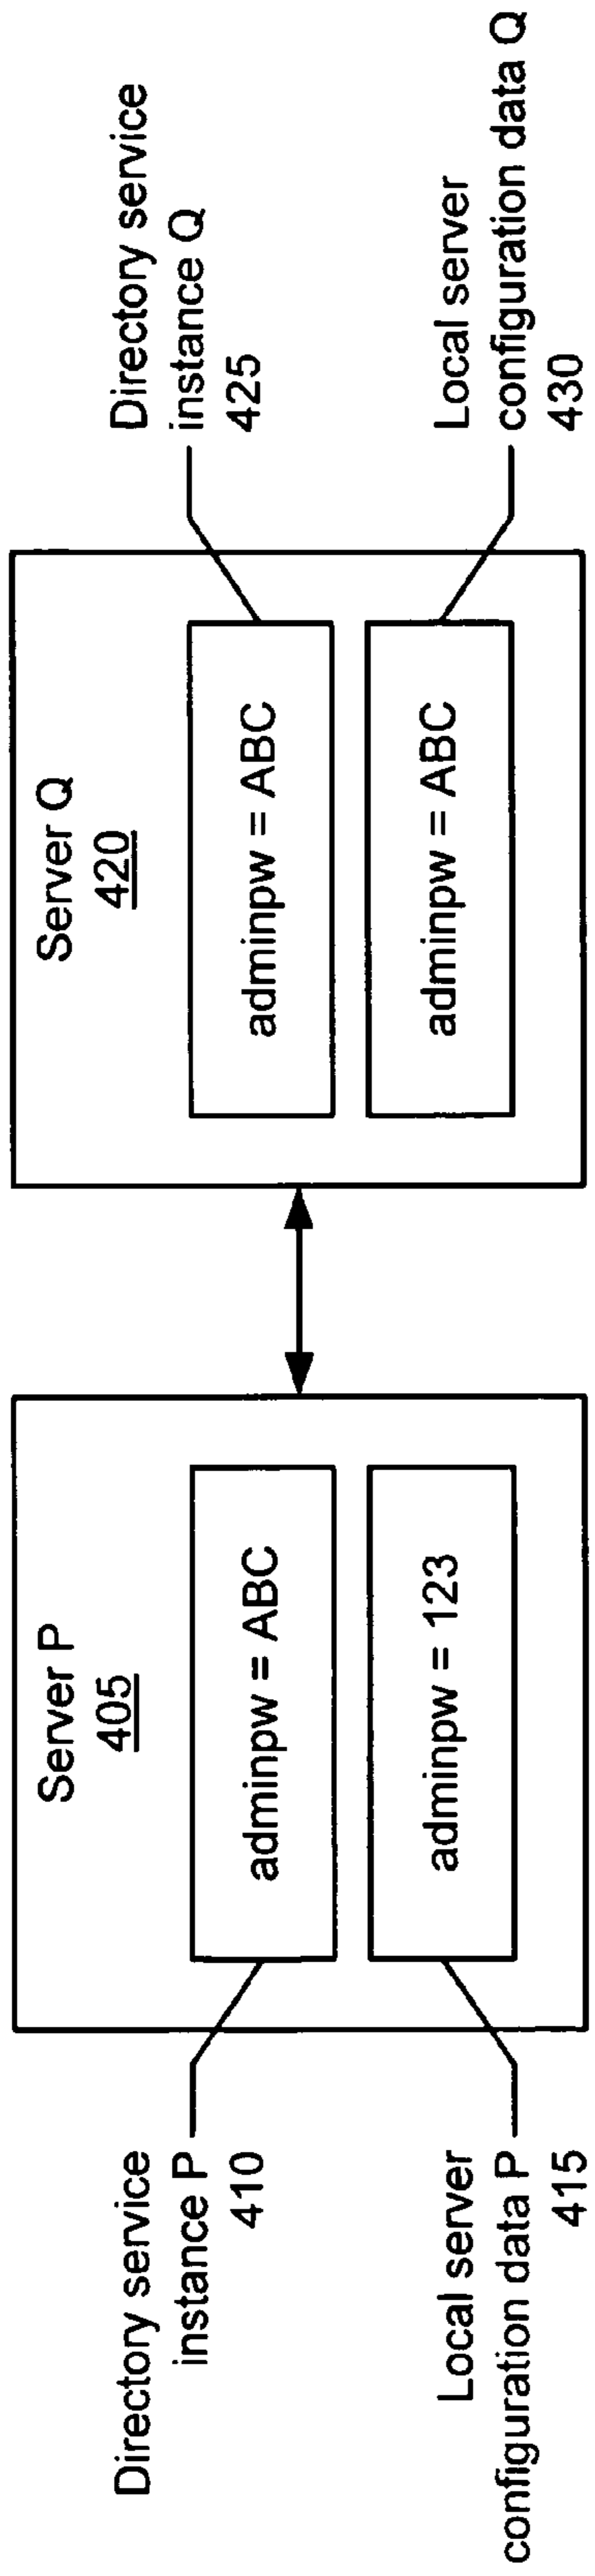 Server P
405
adminpw = ABC
adminpw = 123
Directory service
instance P
410
Local server
configuration data P
415
Server Q
420
adminpw = ABC
adminpw = ABC
Directory service
instance Q
425
Local server
configuration data Q
430